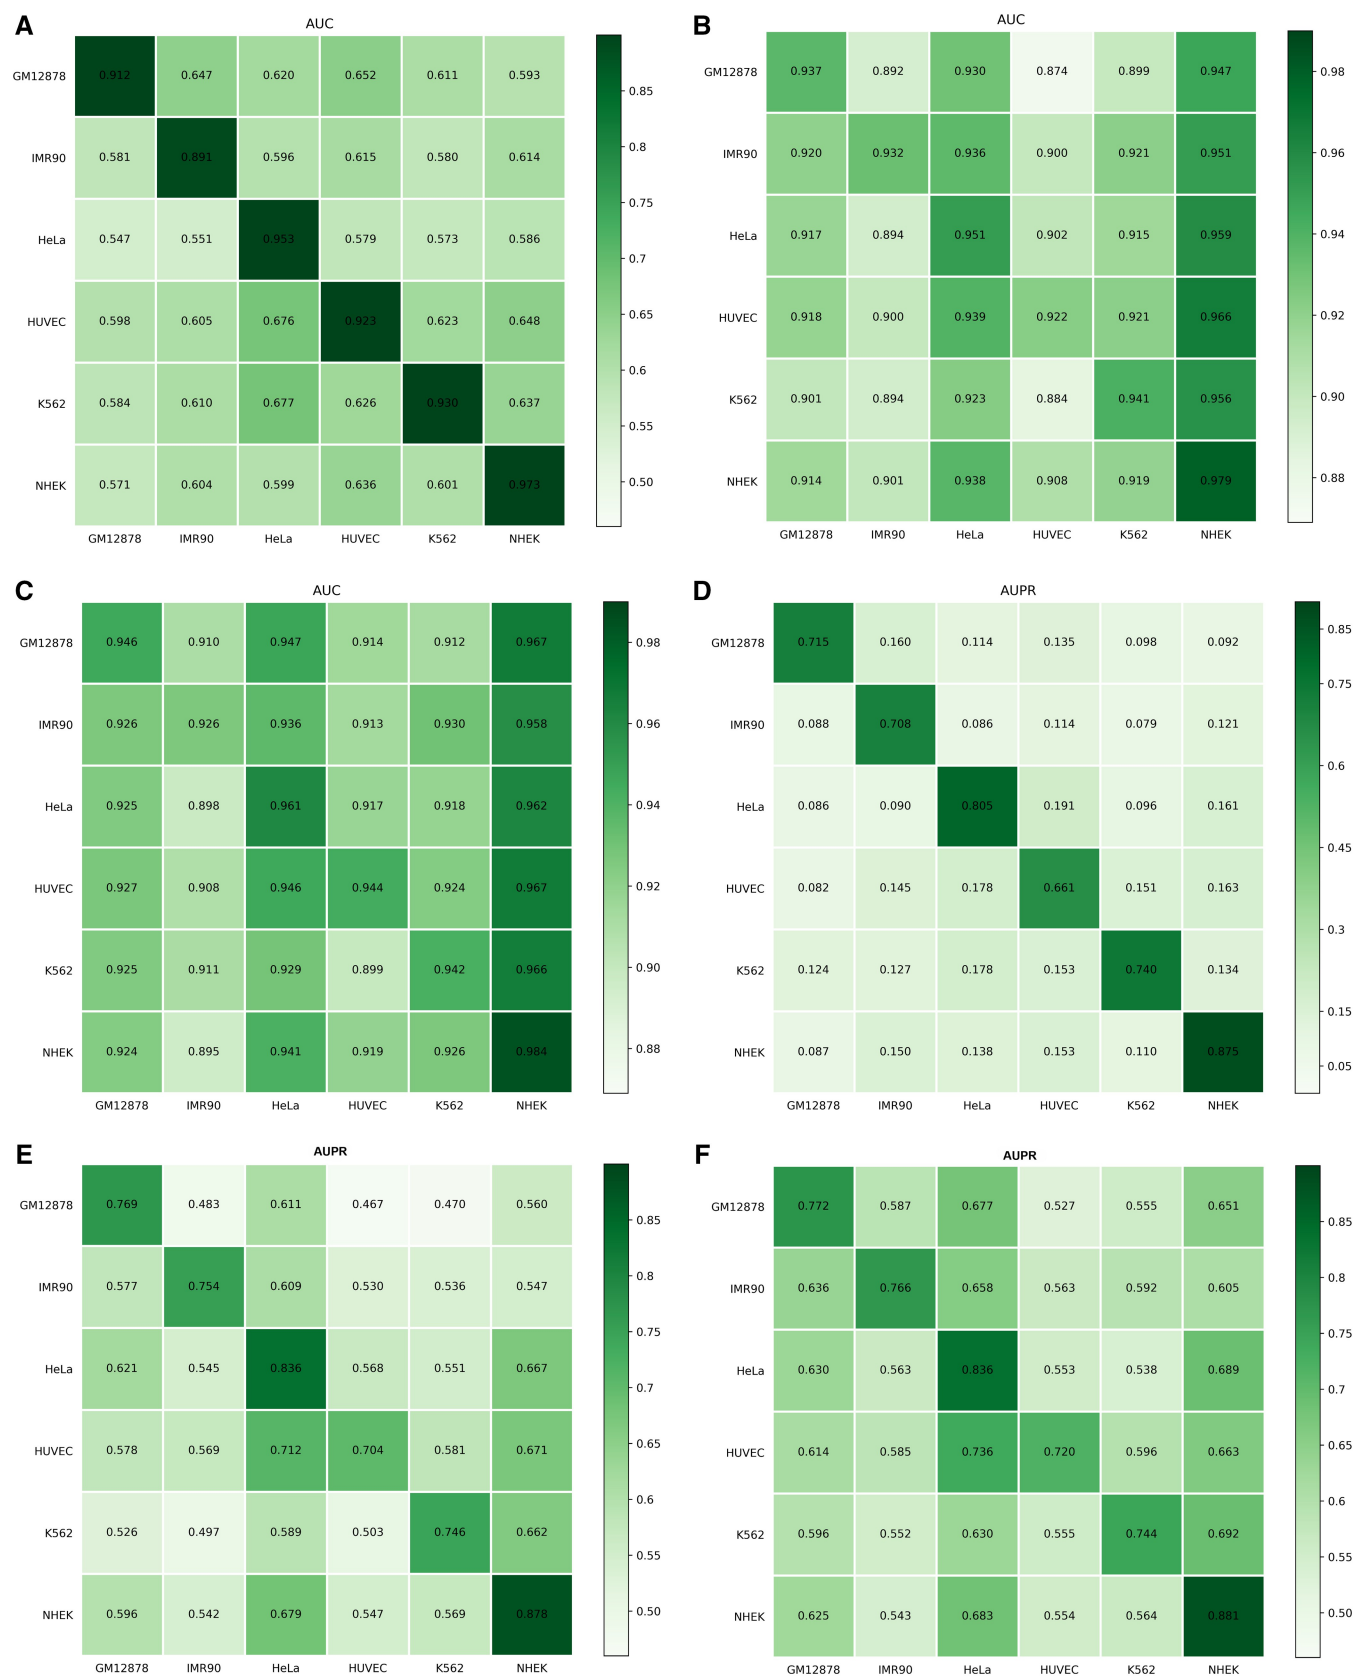 A
AUC
GM12878 0.912 0.647 0.620 0.652 0.611 0.593
IMR90 0.581 0.891 0.596 0.615 0.580 0.614
HeLa 0.547 0.551 0.953 0.579 0.573 0.586
HUVEC 0.598 0.605 0.676 0.923 0.623 0.648
K562 0.584 0.610 0.677 0.626 0.930 0.637
NHEK 0.571 0.604 0.599 0.636 0.601 0.973
GM12878 IMR90 HeLa HUVEC K562 NHEK
0.85
0.8
0.75
0.7
0.65
0.6
0.55
0.50
B
AUC
GM12878 0.937 0.892 0.930 0.874 0.899 0.947
IMR90 0.920 0.932 0.936 0.900 0.921 0.951
HeLa 0.917 0.894 0.951 0.902 0.915 0.959
HUVEC 0.918 0.900 0.939 0.922 0.921 0.966
K562 0.901 0.894 0.923 0.884 0.941 0.956
NHEK 0.914 0.901 0.938 0.908 0.919 0.979
GM12878 IMR90 HeLa HUVEC K562 NHEK
0.98
0.96
0.94
0.92
0.90
0.88
C
AUC
GM12878 0.946 0.910 0.947 0.914 0.912 0.967
IMR90 0.926 0.926 0.936 0.913 0.930 0.958
HeLa 0.925 0.898 0.961 0.917 0.918 0.962
HUVEC 0.927 0.908 0.946 0.944 0.924 0.967
K562 0.925 0.911 0.929 0.899 0.942 0.966
NHEK 0.924 0.895 0.941 0.919 0.926 0.984
GM12878 IMR90 HeLa HUVEC K562 NHEK
0.98
0.96
0.94
0.92
0.90
0.88
D
AUPR
GM12878 0.715 0.160 0.114 0.135 0.098 0.092
IMR90 0.088 0.708 0.086 0.114 0.079 0.121
HeLa 0.086 0.090 0.805 0.191 0.096 0.161
HUVEC 0.082 0.145 0.178 0.661 0.151 0.163
K562 0.124 0.127 0.178 0.153 0.740 0.134
NHEK 0.087 0.150 0.138 0.153 0.110 0.875
GM12878 IMR90 HeLa HUVEC K562 NHEK
0.85
0.75
0.6
0.45
0.3
0.15
0.05
E
AUPR
GM12878 0.769 0.483 0.611 0.467 0.470 0.560
IMR90 0.577 0.754 0.609 0.530 0.536 0.547
HeLa 0.621 0.545 0.836 0.568 0.551 0.667
HUVEC 0.578 0.569 0.712 0.704 0.581 0.671
K562 0.526 0.497 0.589 0.503 0.746 0.662
NHEK 0.596 0.542 0.679 0.547 0.569 0.878
GM12878 IMR90 HeLa HUVEC K562 NHEK
0.85
0.8
0.75
0.7
0.65
0.6
0.55
0.50
F
AUPR
GM12878 0.772 0.587 0.677 0.527 0.555 0.651
IMR90 0.636 0.766 0.658 0.563 0.592 0.605
HeLa 0.630 0.563 0.836 0.553 0.538 0.689
HUVEC 0.614 0.585 0.736 0.720 0.596 0.663
K562 0.596 0.552 0.630 0.555 0.744 0.692
NHEK 0.625 0.543 0.683 0.554 0.564 0.881
GM12878 IMR90 HeLa HUVEC K562 NHEK
0.85
0.8
0.75
0.7
0.65
0.6
0.55
0.50